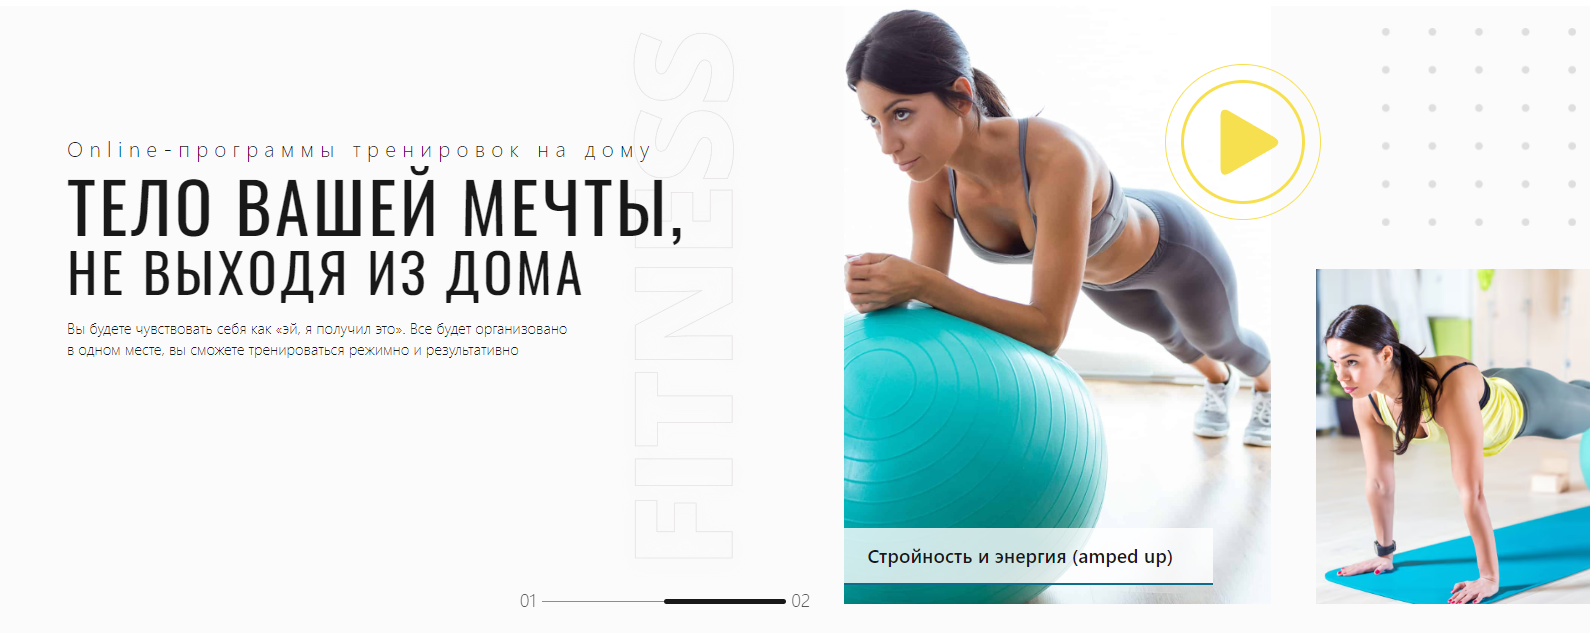 Online-программы тренировок на дому
ТЕЛО ВАШЕЙ МЕЧТЫ,
НЕ ВЫХОДЯ ИЗ ДОМА
Вы будете чувствовать себя как «эй, я получил это». Все будет организовано
в одном месте, вы сможете тренироваться режимно и результативно
FITNESS
01
02
Стройность и энергия (amped up)